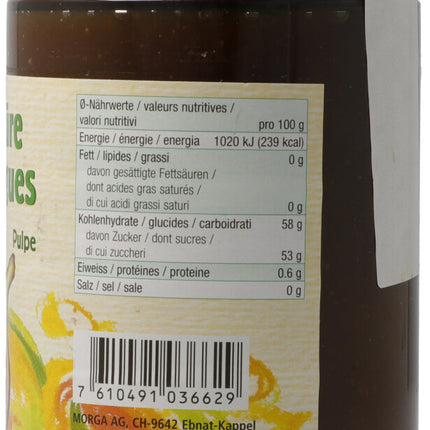 Ø-Nährwerte / valeurs nutritives /
valori nutritivi pro 100 g
Energie / énergie / energia 1020 kJ (239 kcal)
Fett / lipides / grassi 0 g
davon gesättigte Fettsäuren /
dont acides gras saturés /
di cui acidi grassi saturi 0 g
Kohlenhydrate / glucides / carboidrati 58 g
davon Zucker / dont sucres /
di cui zuccheri 53 g
Eiweiss / protéines / proteine 0.6 g
Salz / sel / sale 0 g
Pulpe
7 610491 036629
MORGA AG, CH-9642 Ebnat-Kappel